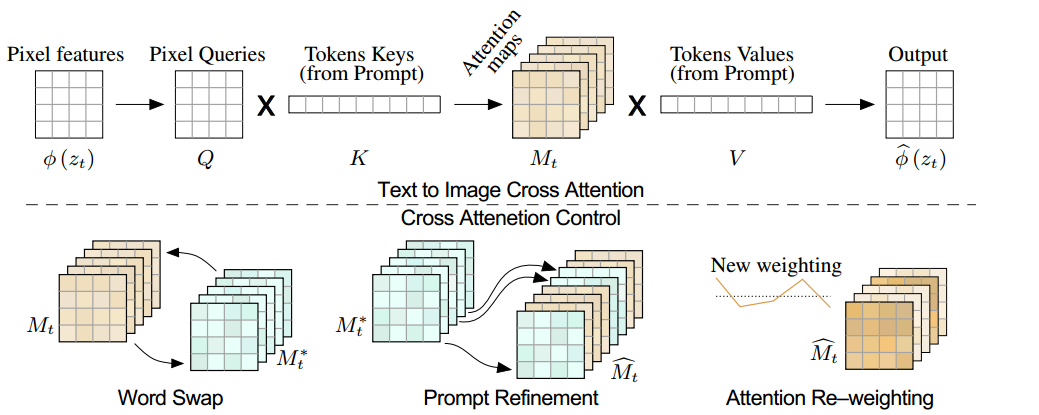 Pixel features Pixel Queries Tokens Keys Attention Tokens Values Output
(from Prompt) maps (from Prompt)
X X
ϕ(z_t) Q K M_t V ϕ̂(z_t)
Text to Image Cross Attention
Cross Attenetion Control
New weighting
M_t M_t^* M_t^* M̂_t M̂_t
Word Swap Prompt Refinement Attention Re–weighting